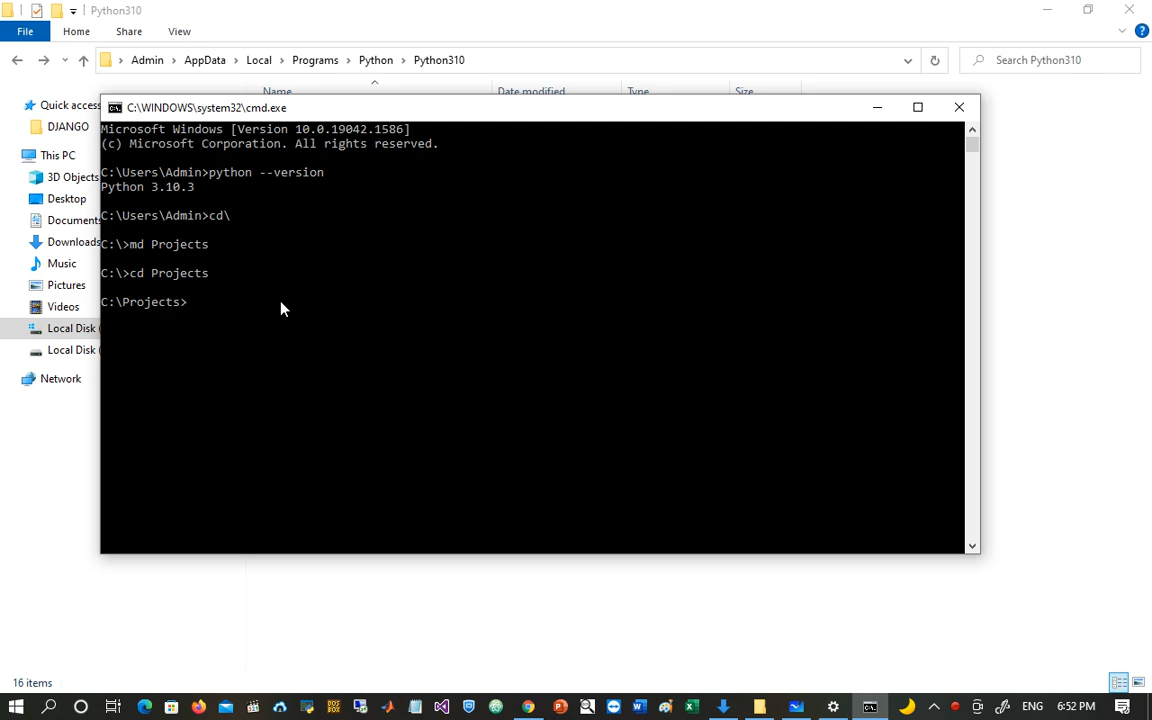 Python310
File Home Share View
Admin > AppData > Local > Programs > Python > Python310
Search Python310
Name Date modified Type Size
Quick access
DJANGO
This PC
3D Objects
Desktop
Documents
Downloads
Music
Pictures
Videos
Local Disk (
Local Disk (
Network
C:\WINDOWS\system32\cmd.exe
Microsoft Windows [Version 10.0.19042.1586]
(c) Microsoft Corporation. All rights reserved.
C:\Users\Admin>python --version
Python 3.10.3
C:\Users\Admin>cd\
C:\>md Projects
C:\>cd Projects
C:\Projects>
16 items
ENG 6:52 PM